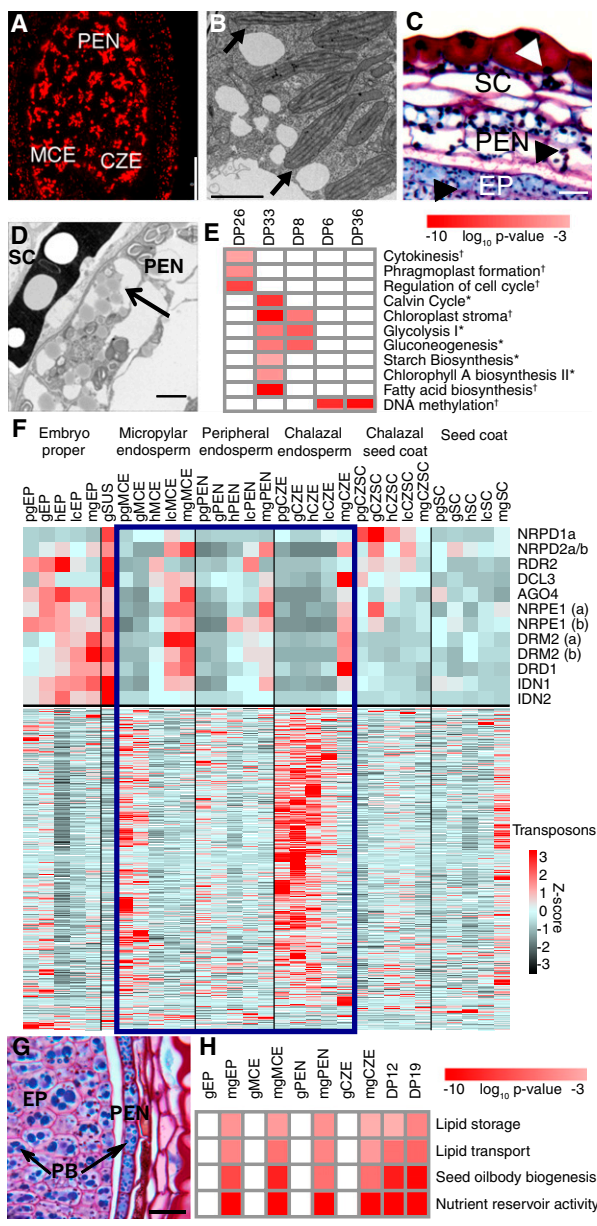 A
PEN
MCE
CZE
B
C
SC
PEN
EP
D
SC
PEN
E
DP26
DP33
DP8
DP6
DP36
-10 log10 p-value -3
Cytokinesis†
Phragmoplast formation†
Regulation of cell cycle†
Calvin Cycle*
Chloroplast stroma†
Glycolysis I*
Gluconeogenesis*
Starch Biosynthesis*
Chlorophyll A biosynthesis II*
Fatty acid biosynthesis†
DNA methylation†
F
Embryo proper
Micropylar endosperm
Peripheral endosperm
Chalazal endosperm
Chalazal seed coat
Seed coat
pgEP
gEP
hEP
lcEP
mgEP
gSUS
pgMCE
gMCE
hMCE
lcMCE
mgMCE
pgPEN
gPEN
hPEN
lcPEN
mgPEN
pgCZE
gCZE
hCZE
lcCZE
mgCZE
pgCZSC
gCZSC
hCZSC
lcCZSC
mgCZSC
pgSC
gSC
hSC
lcSC
mgSC
NRPD1a
NRPD2a/b
RDR2
DCL3
AGO4
NRPE1 (a)
NRPE1 (b)
DRM2 (a)
DRM2 (b)
DRD1
IDN1
IDN2
Transposons
3
2
1
0
-1
-2
-3
Z-score
G
EP
PEN
PB
H
gEP
mgEP
gMCE
mgMCE
gPEN
mgPEN
gCZE
mgCZE
DP12
DP19
-10 log10 p-value -3
Lipid storage
Lipid transport
Seed oilbody biogenesis
Nutrient reservoir activity